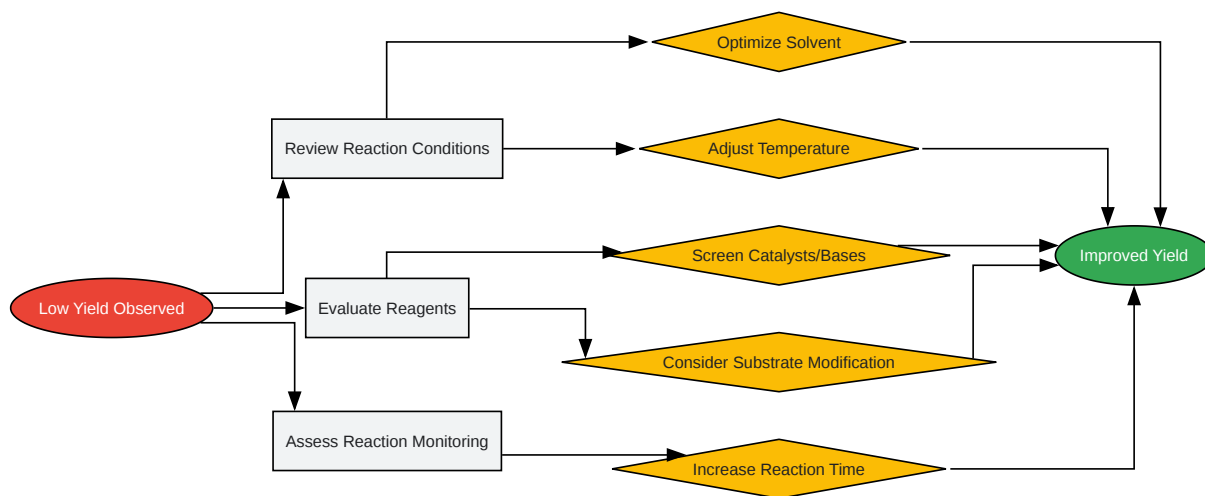 Optimize Solvent
Review Reaction Conditions
Adjust Temperature
Screen Catalysts/Bases
Improved Yield
Low Yield Observed
Evaluate Reagents
Consider Substrate Modification
Assess Reaction Monitoring
Increase Reaction Time